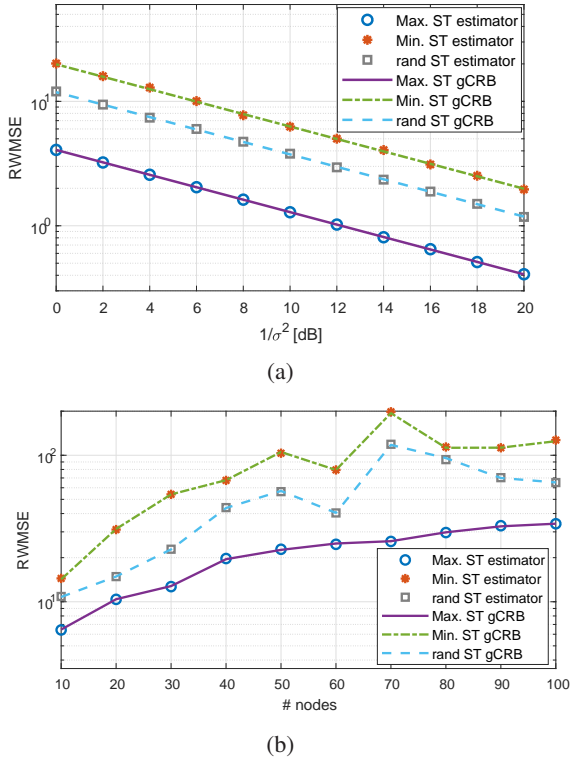 Max. ST estimator
Min. ST estimator
rand ST estimator
Max. ST gCRB
Min. ST gCRB
rand ST gCRB
10^1
10^0
RWMSE
0 2 4 6 8 10 12 14 16 18 20
1/σ^2 [dB]
(a)
10^2
10^1
RWMSE
Max. ST estimator
Min. ST estimator
rand ST estimator
Max. ST gCRB
Min. ST gCRB
rand ST gCRB
10 20 30 40 50 60 70 80 90 100
# nodes
(b)